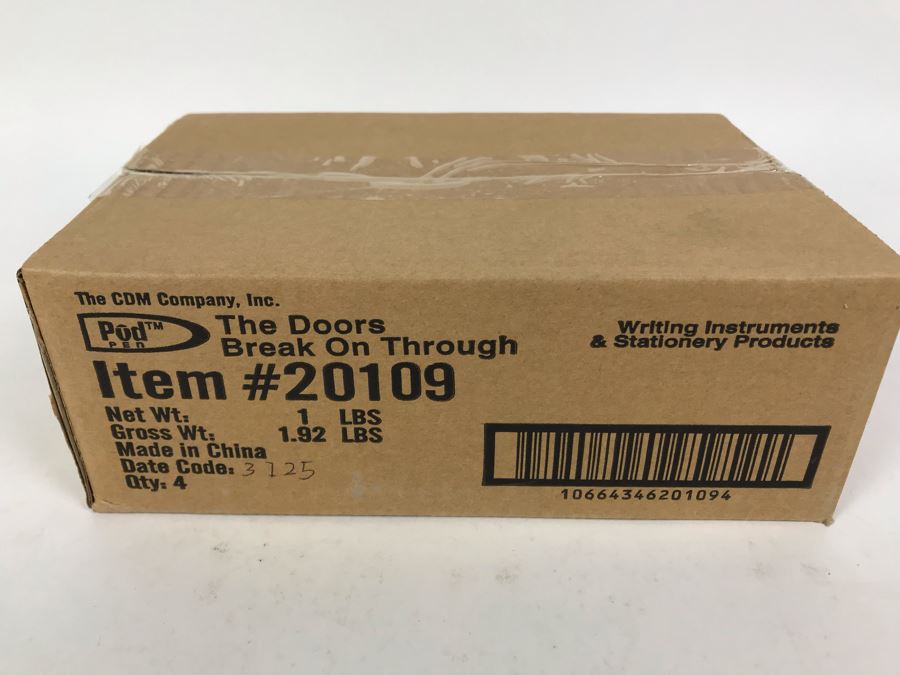 The CDM Company, Inc.
Pôd™
PEN
The Doors
Break On Through
Writing Instruments
& Stationery Products
Item #20109
Net Wt: 1 LBS
Gross Wt: 1.92 LBS
Made in China
Date Code: 3725
Qty: 4
10664346201094